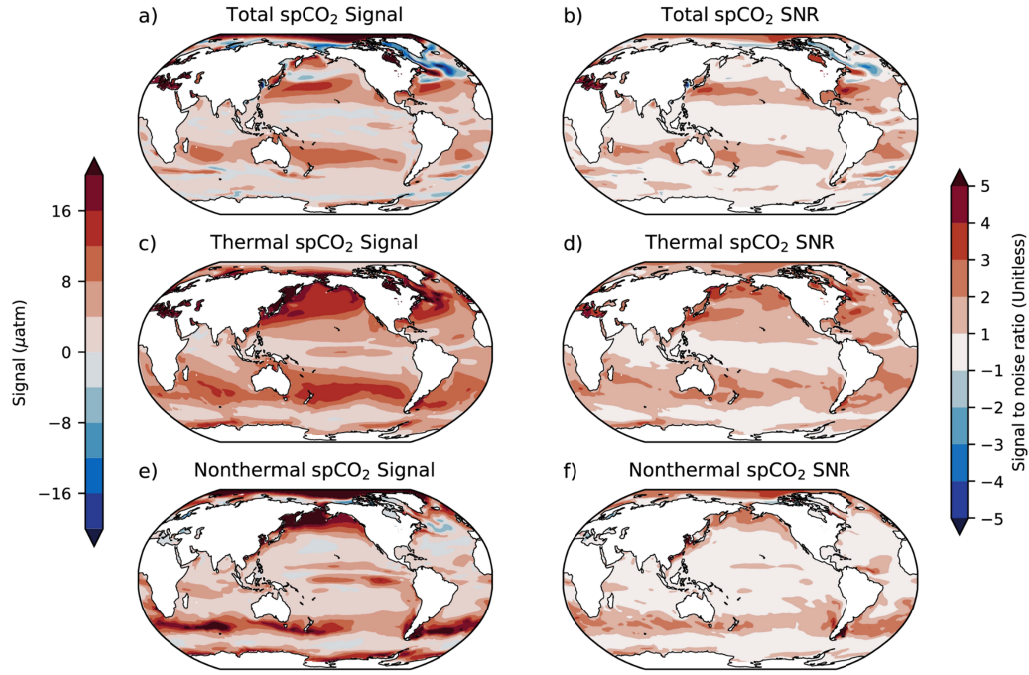 a) Total spCO₂ Signal
b) Total spCO₂ SNR
c) Thermal spCO₂ Signal
d) Thermal spCO₂ SNR
e) Nonthermal spCO₂ Signal
f) Nonthermal spCO₂ SNR
Signal (μatm)
16
8
0
−8
−16
5
4
3
2
1
-1
−2
−3
−4
−5
Signal to noise ratio (Unitless)